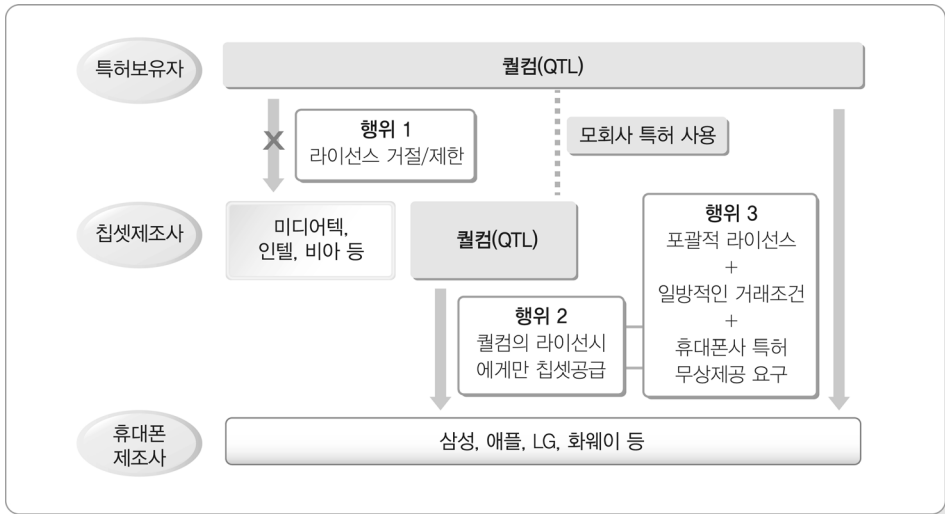 특허보유자
퀄컴(QTL)
행위 1
라이선스 거절/제한
모회사 특허 사용
칩셋제조사
미디어텍,
인텔, 비아 등
퀄컴(QTL)
행위 3
포괄적 라이선스
+
일방적인 거래조건
+
휴대폰사 특허
무상제공 요구
행위 2
퀄컴의 라이선시
에게만 칩셋공급
휴대폰
제조사
삼성, 애플, LG, 화웨이 등